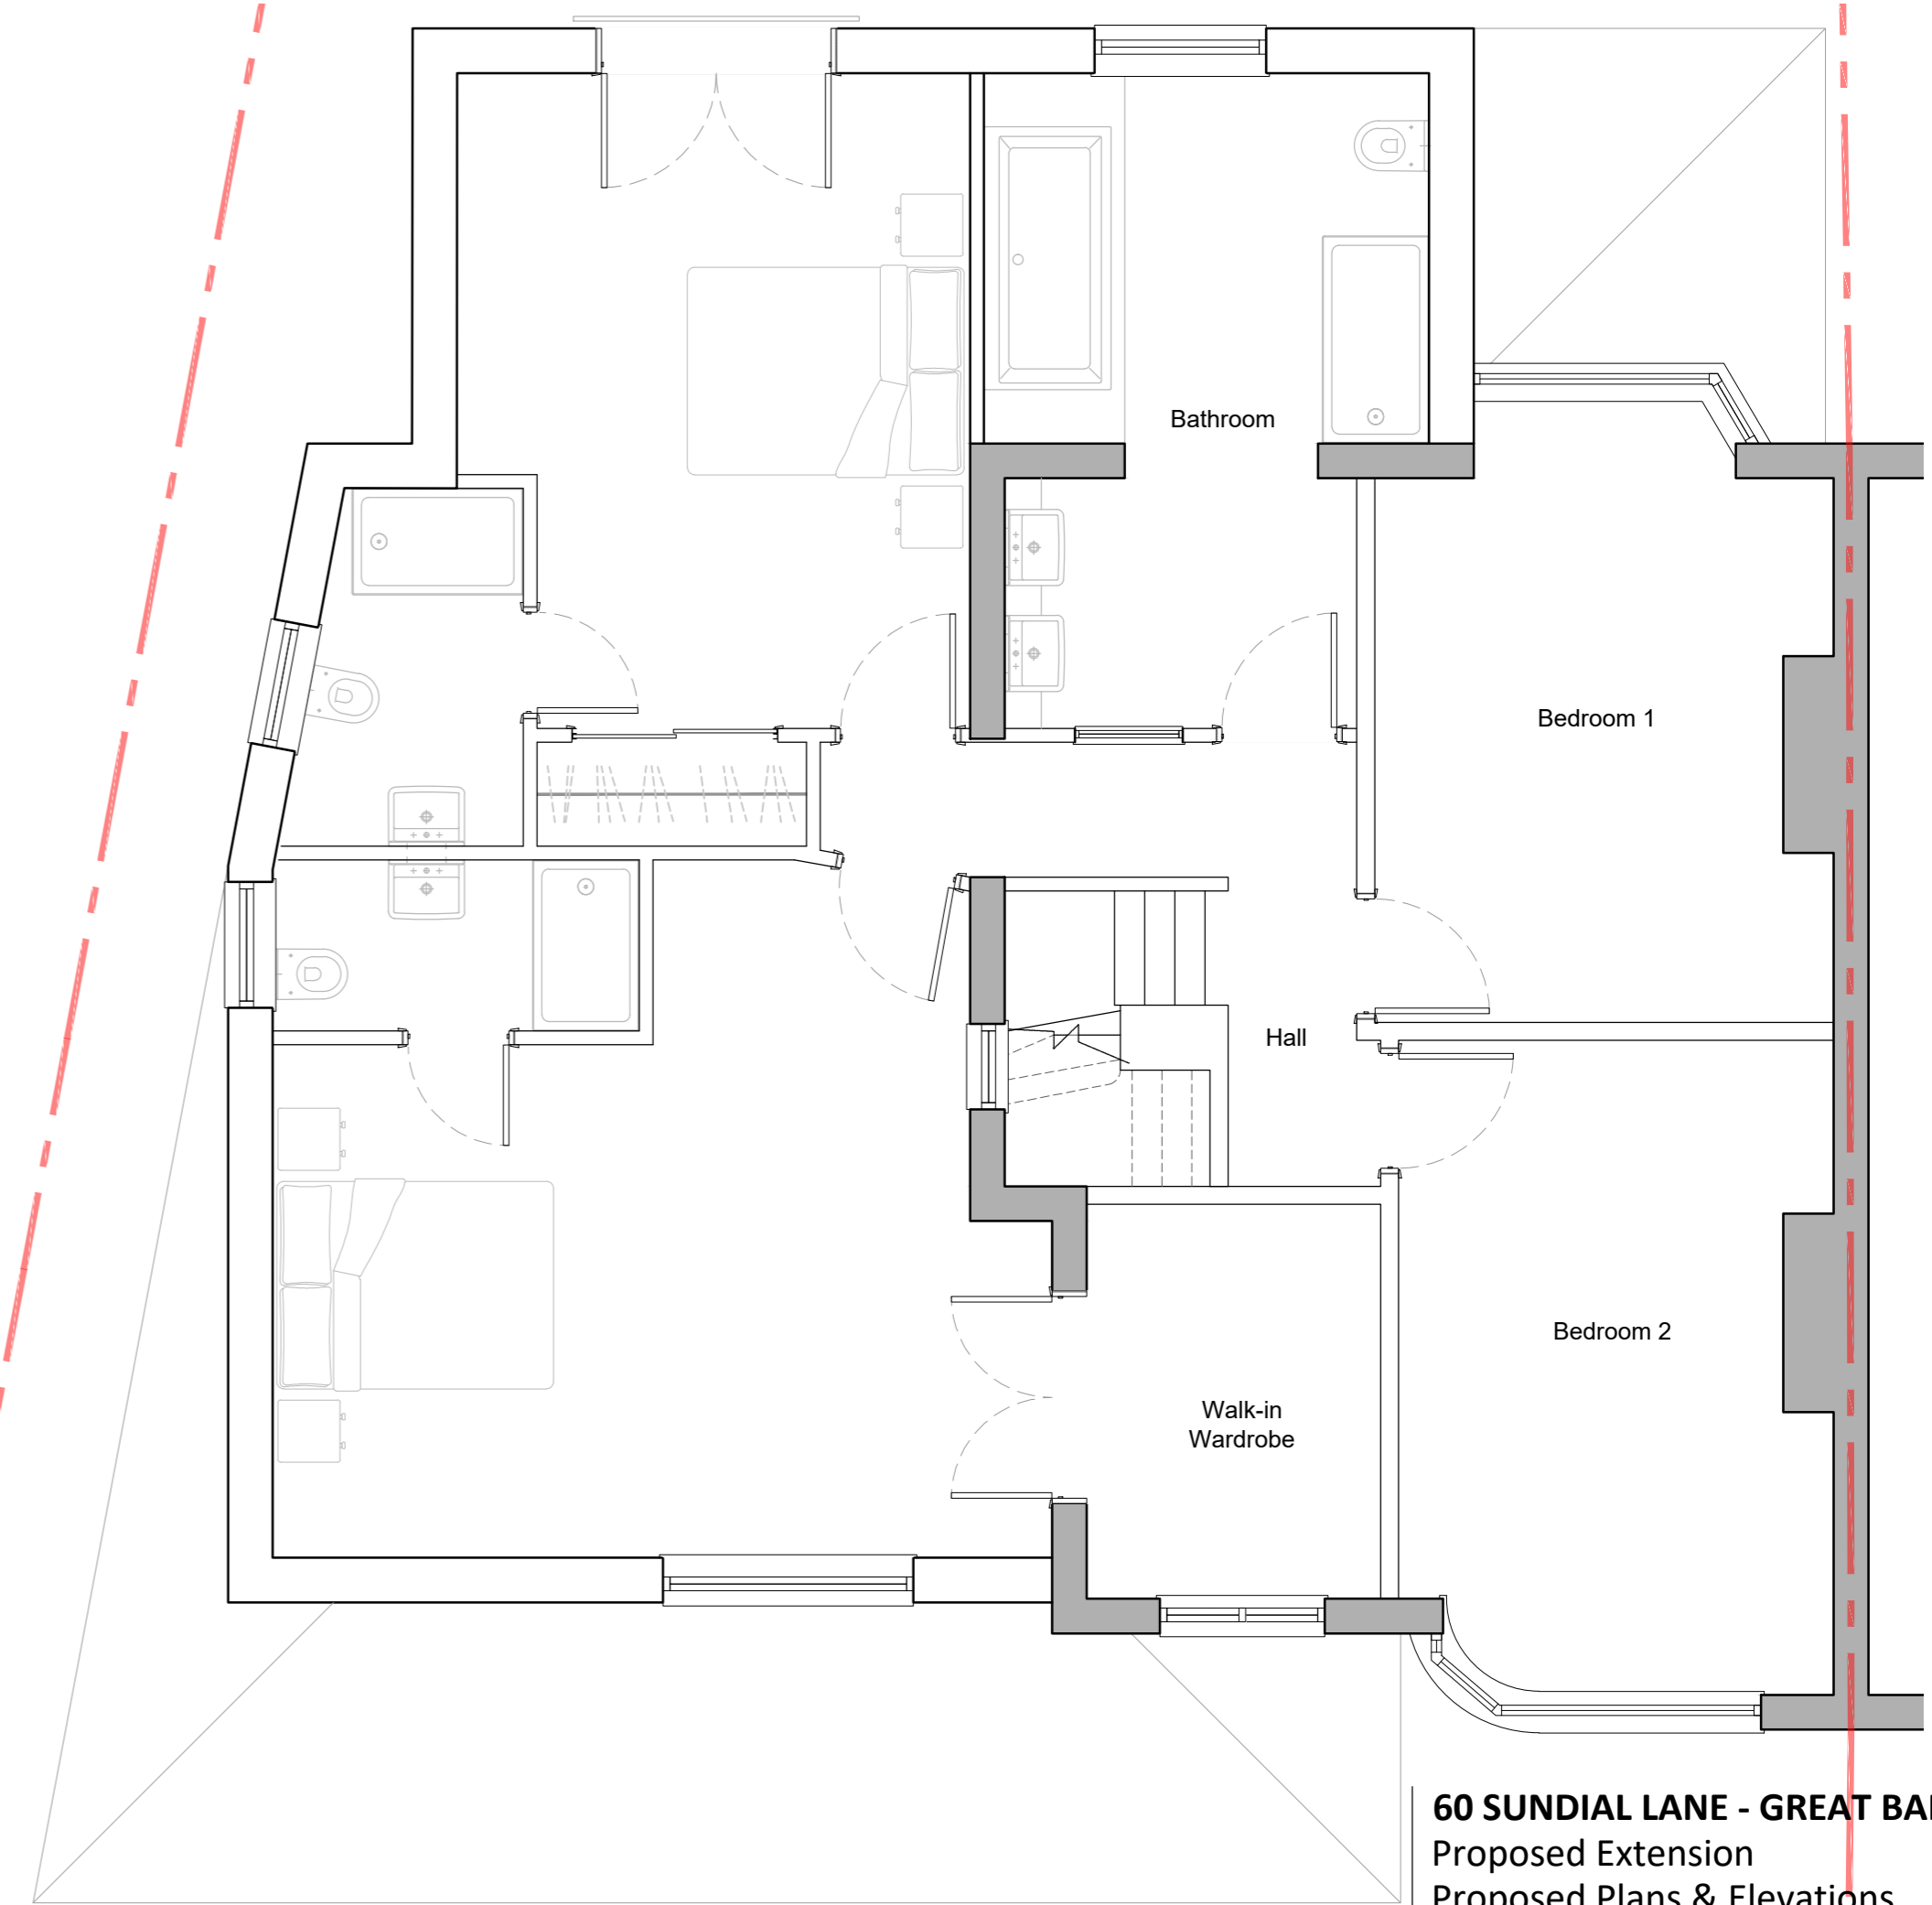 Bathroom
Bedroom 1
Hall
Bedroom 2
Walk-in
Wardrobe
60 SUNDIAL LANE - GREAT
Proposed Extension
Proposed Plans & Elevations